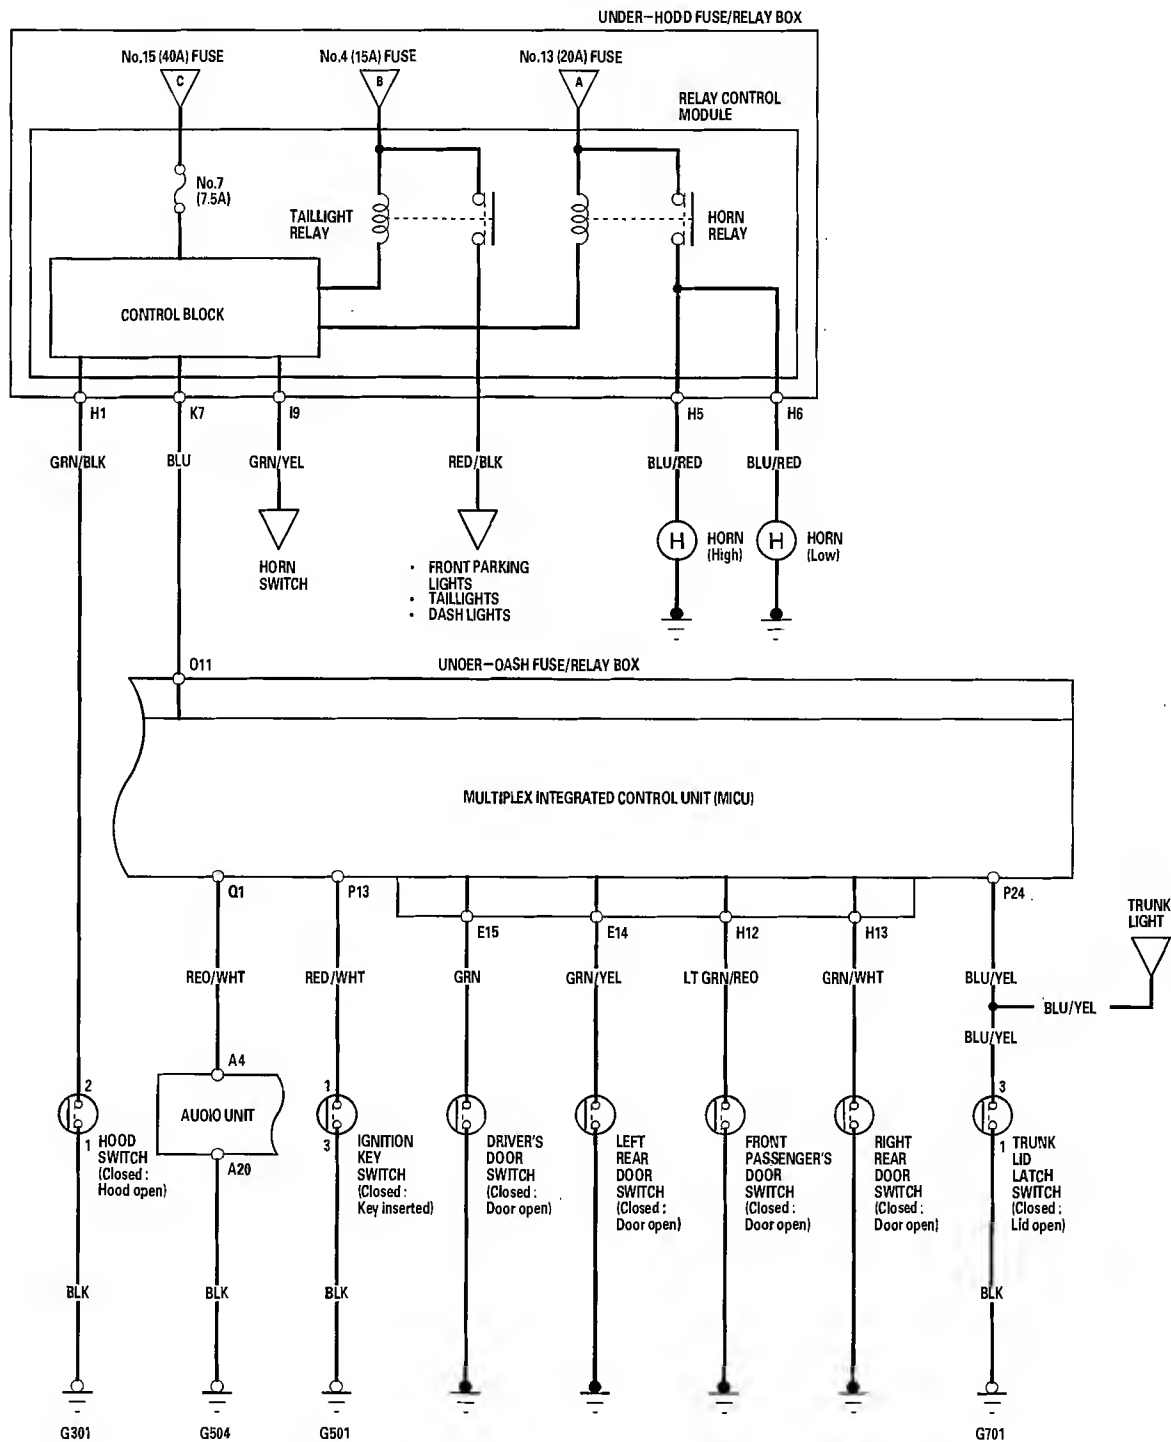 UNDER-HODD FUSE/RELAY BOX
No.15 (40A) FUSE
No.4 (15A) FUSE
No.13 (20A) FUSE
C
B
A
RELAY CONTROL
MODULE
No.7
(7.5A)
TAILLIGHT
RELAY
HORN
RELAY
CONTROL BLOCK
H1
K7
I9
H5
H6
GRN/BLK
BLU
GRN/YEL
RED/BLK
BLU/RED
BLU/RED
H
HORN
(High)
H
HORN
(Low)
HORN
SWITCH
• FRONT PARKING
LIGHTS
• TAILLIGHTS
• DASH LIGHTS
O11
UNOER-OASH FUSE/RELAY BOX
MULTIPLEX INTEGRATED CONTROL UNIT (MICU)
Q1
P13
E15
E14
H12
H13
P24
TRUNK
LIGHT
REO/WHT
RED/WHT
GRN
GRN/YEL
LT GRN/REO
GRN/WHT
BLU/YEL
BLU/YEL
BLU/YEL
A4
AUOIO UNIT
A20
2
1
HOOD
SWITCH
(Closed :
Hood open)
1
3
IGNITION
KEY
SWITCH
(Closed :
Key inserted)
DRIVER'S
DOOR
SWITCH
(Closed :
Door open)
LEFT
REAR
DOOR
SWITCH
(Closed :
Door open)
FRONT
PASSENGER'S
DOOR
SWITCH
(Closed :
Door open)
RIGHT
REAR
DOOR
SWITCH
(Closed :
Door open)
3
1
TRUNK
LID
LATCH
SWITCH
(Closed :
Lid open)
BLK
BLK
BLK
BLK
G301
G504
G501
G701